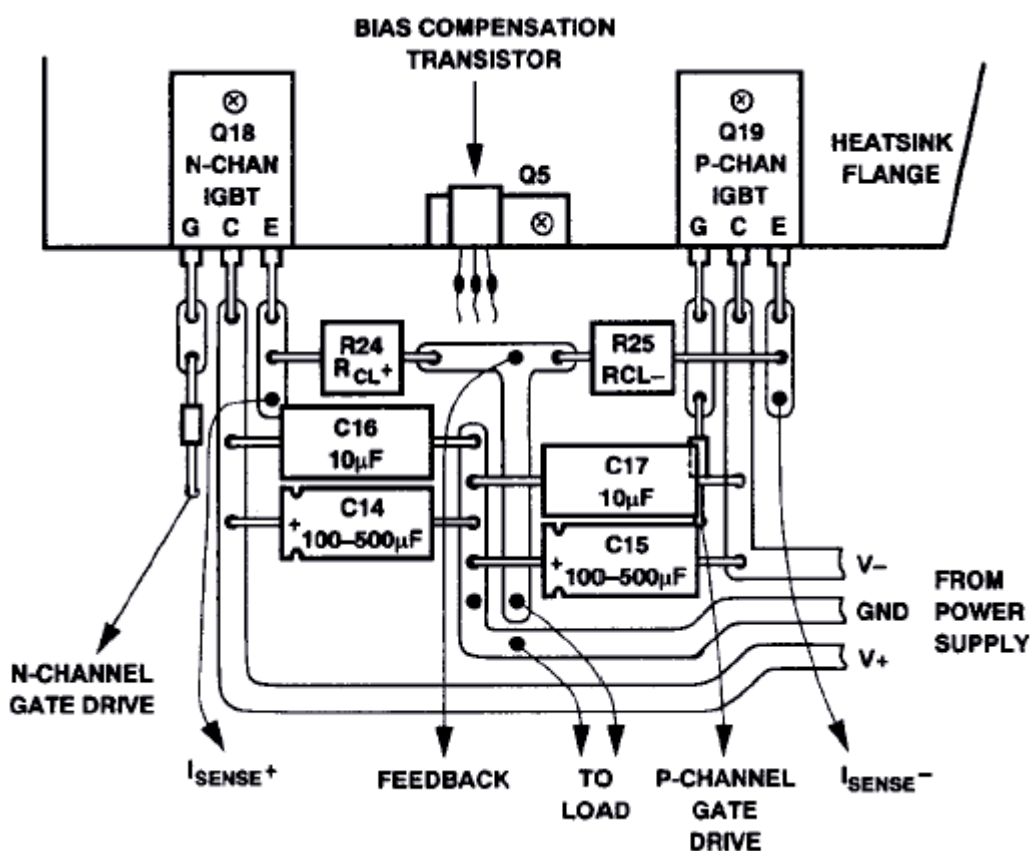 BIAS COMPENSATION
TRANSISTOR
Q18
N-CHAN
IGBT
G C E
Q5
Q19
P-CHAN
IGBT
G C E
HEATSINK
FLANGE
R24
RCL+
R25
RCL–
C16
10µF
C14
+ 100–500µF
C17
10µF
C15
+ 100–500µF
V–
GND
V+
FROM
POWER
SUPPLY
N-CHANNEL
GATE DRIVE
ISENSE+
FEEDBACK
TO
LOAD
P-CHANNEL
GATE
DRIVE
ISENSE–